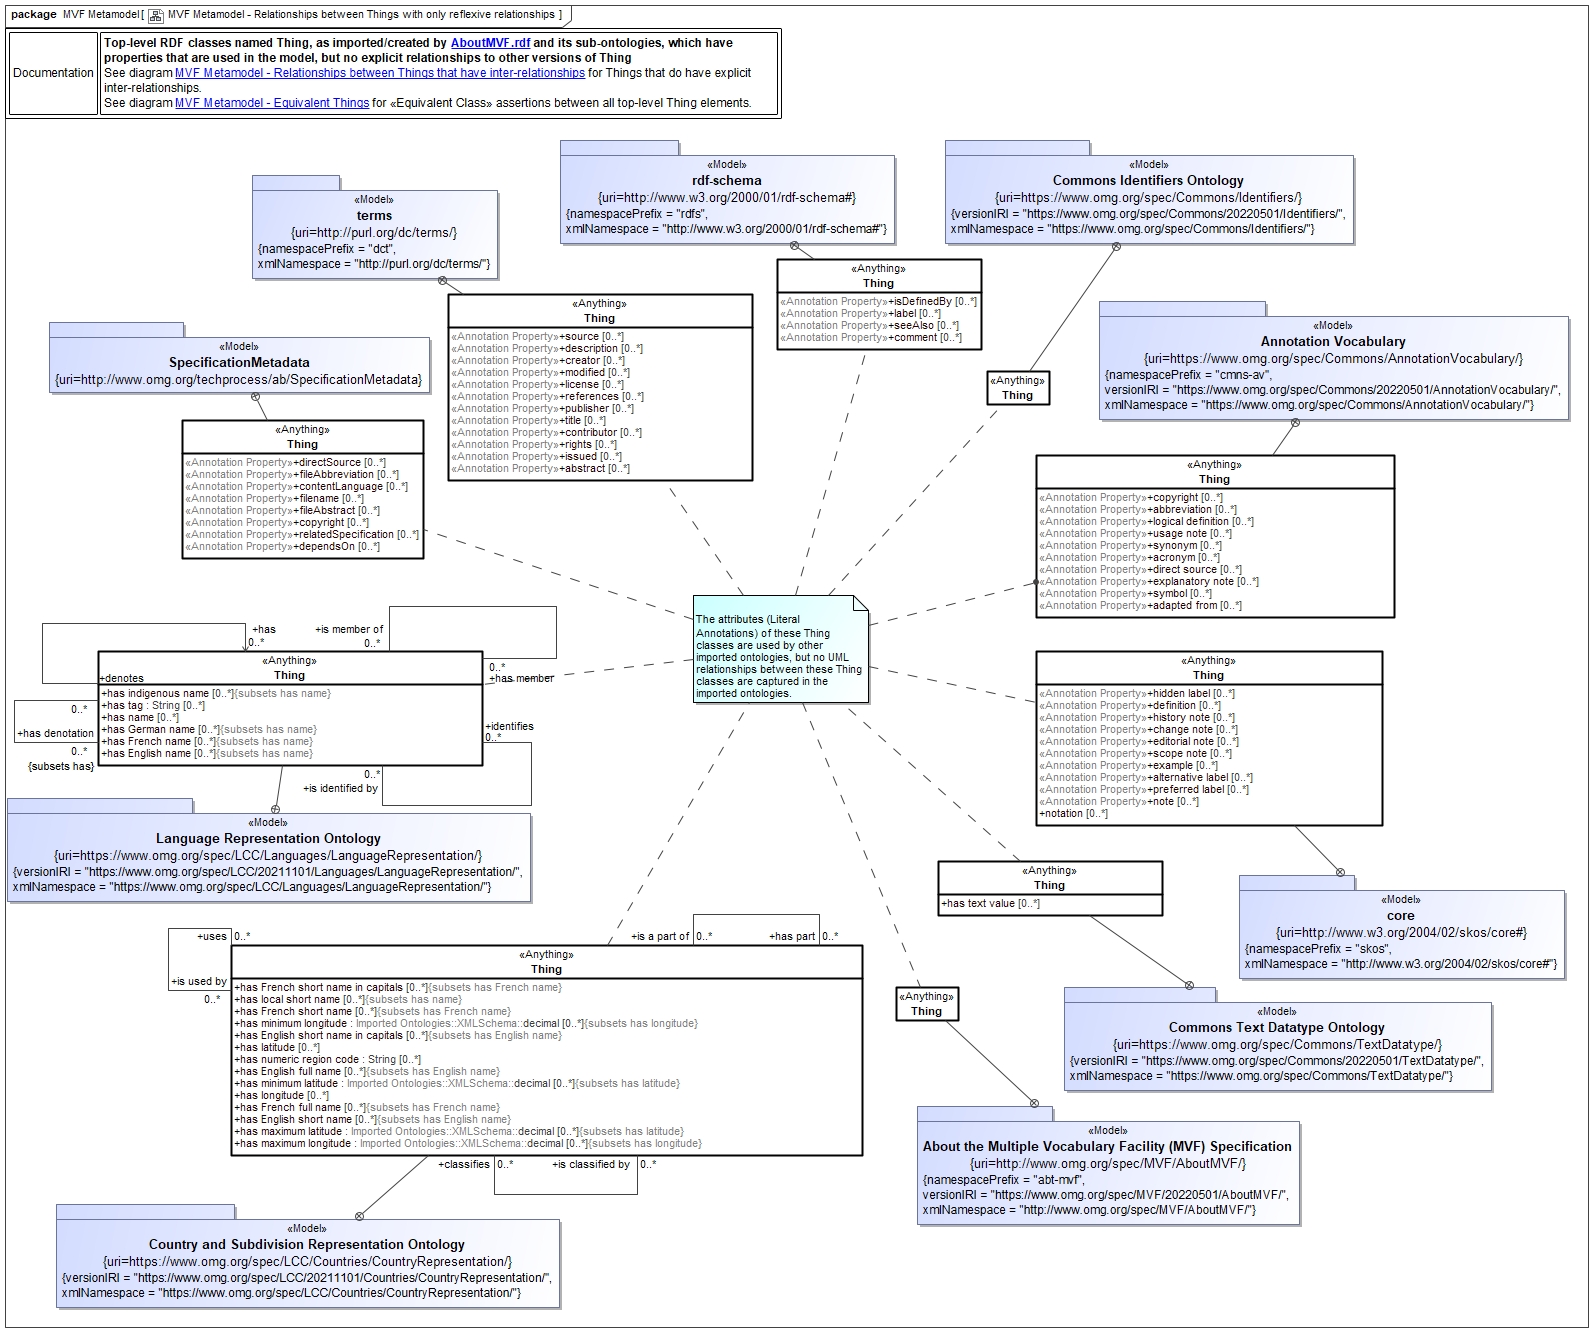 package MVF Metamodel[ MVF Metamodel - Relationships between Things with only reflexive relationships ]
Documentation
Top-level RDF classes named Thing, as imported/created by AboutMVF.rdf and its sub-ontologies, which have
properties that are used in the model, but no explicit relationships to other versions of Thing
See diagram MVF Metamodel - Relationships between Things that have inter-relationships for Things that do have explicit
inter-relationships.
See diagram MVF Metamodel - Equivalent Things for «Equivalent Class» assertions between all top-level Thing elements.
«Model»
terms
{uri=http://purl.org/dc/terms/}
{namespacePrefix = "dct",
xmlNamespace = "http://purl.org/dc/terms/"}
«Model»
rdf-schema
{uri=http://www.w3.org/2000/01/rdf-schema#}
{namespacePrefix = "rdfs",
xmlNamespace = "http://www.w3.org/2000/01/rdf-schema#"}
«Model»
Commons Identifiers Ontology
{uri=https://www.omg.org/spec/Commons/Identifiers/}
{versionIRI = "https://www.omg.org/spec/Commons/20220501/Identifiers/",
xmlNamespace = "https://www.omg.org/spec/Commons/Identifiers/"}
«Model»
SpecificationMetadata
{uri=http://www.omg.org/techprocess/ab/SpecificationMetadata}
«Anything»
Thing
«Annotation Property»+source [0..*]
«Annotation Property»+description [0..*]
«Annotation Property»+creator [0..*]
«Annotation Property»+modified [0..*]
«Annotation Property»+license [0..*]
«Annotation Property»+references [0..*]
«Annotation Property»+publisher [0..*]
«Annotation Property»+title [0..*]
«Annotation Property»+contributor [0..*]
«Annotation Property»+rights [0..*]
«Annotation Property»+issued [0..*]
«Annotation Property»+abstract [0..*]
«Anything»
Thing
«Annotation Property»+isDefinedBy [0..*]
«Annotation Property»+label [0..*]
«Annotation Property»+seeAlso [0..*]
«Annotation Property»+comment [0..*]
«Anything»
Thing
«Model»
Annotation Vocabulary
{uri=https://www.omg.org/spec/Commons/AnnotationVocabulary/}
{namespacePrefix = "cmns-av",
versionIRI = "https://www.omg.org/spec/Commons/20220501/AnnotationVocabulary/",
xmlNamespace = "https://www.omg.org/spec/Commons/AnnotationVocabulary/"}
«Anything»
Thing
«Annotation Property»+directSource [0..*]
«Annotation Property»+fileAbbreviation [0..*]
«Annotation Property»+contentLanguage [0..*]
«Annotation Property»+filename [0..*]
«Annotation Property»+fileAbstract [0..*]
«Annotation Property»+copyright [0..*]
«Annotation Property»+relatedSpecification [0..*]
«Annotation Property»+dependsOn [0..*]
«Anything»
Thing
«Annotation Property»+copyright [0..*]
«Annotation Property»+abbreviation [0..*]
«Annotation Property»+logical definition [0..*]
«Annotation Property»+usage note [0..*]
«Annotation Property»+synonym [0..*]
«Annotation Property»+acronym [0..*]
«Annotation Property»+direct source [0..*]
«Annotation Property»+explanatory note [0..*]
«Annotation Property»+symbol [0..*]
«Annotation Property»+adapted from [0..*]
The attributes (Literal
Annotations) of these Thing
classes are used by other
imported ontologies, but no UML
relationships between these Thing
classes are captured in the
imported ontologies.
+has
0..*
+is member of
0..*
0..*
+has member
+denotes
0..*
+has denotation
0..*
{subsets has}
+identifies
0..*
0..*
+is identified by
«Anything»
Thing
+has indigenous name [0..*]{subsets has name}
+has tag : String [0..*]
+has name [0..*]
+has German name [0..*]{subsets has name}
+has French name [0..*]{subsets has name}
+has English name [0..*]{subsets has name}
«Anything»
Thing
«Annotation Property»+hidden label [0..*]
«Annotation Property»+definition [0..*]
«Annotation Property»+history note [0..*]
«Annotation Property»+change note [0..*]
«Annotation Property»+editorial note [0..*]
«Annotation Property»+scope note [0..*]
«Annotation Property»+example [0..*]
«Annotation Property»+alternative label [0..*]
«Annotation Property»+preferred label [0..*]
«Annotation Property»+note [0..*]
+notation [0..*]
«Model»
Language Representation Ontology
{uri=https://www.omg.org/spec/LCC/Languages/LanguageRepresentation/}
{versionIRI = "https://www.omg.org/spec/LCC/20211101/Languages/LanguageRepresentation/",
xmlNamespace = "https://www.omg.org/spec/LCC/Languages/LanguageRepresentation/"}
«Anything»
Thing
+has text value [0..*]
«Model»
core
{uri=http://www.w3.org/2004/02/skos/core#}
{namespacePrefix = "skos",
xmlNamespace = "http://www.w3.org/2004/02/skos/core#"}
+uses
0..*
+is used by
0..*
+is a part of
0..*
+has part
0..*
«Anything»
Thing
+has French short name in capitals [0..*]{subsets has French name}
+has local short name [0..*]{subsets has name}
+has French short name [0..*]{subsets has French name}
+has minimum longitude : Imported Ontologies::XMLSchema::decimal [0..*]{subsets has longitude}
+has English short name in capitals [0..*]{subsets has English name}
+has latitude [0..*]
+has numeric region code : String [0..*]
+has English full name [0..*]{subsets has English name}
+has minimum latitude : Imported Ontologies::XMLSchema::decimal [0..*]{subsets has latitude}
+has longitude [0..*]
+has French full name [0..*]{subsets has French name}
+has English short name [0..*]{subsets has English name}
+has maximum latitude : Imported Ontologies::XMLSchema::decimal [0..*]{subsets has latitude}
+has maximum longitude : Imported Ontologies::XMLSchema::decimal [0..*]{subsets has longitude}
+classifies
0..*
+is classified by
0..*
«Anything»
Thing
«Model»
Commons Text Datatype Ontology
{uri=https://www.omg.org/spec/Commons/TextDatatype/}
{versionIRI = "https://www.omg.org/spec/Commons/20220501/TextDatatype/",
xmlNamespace = "https://www.omg.org/spec/Commons/TextDatatype/"}
«Model»
About the Multiple Vocabulary Facility (MVF) Specification
{uri=http://www.omg.org/spec/MVF/AboutMVF/}
{namespacePrefix = "abt-mvf",
versionIRI = "https://www.omg.org/spec/MVF/20220501/AboutMVF/",
xmlNamespace = "http://www.omg.org/spec/MVF/AboutMVF/"}
«Model»
Country and Subdivision Representation Ontology
{uri=https://www.omg.org/spec/LCC/Countries/CountryRepresentation/}
{versionIRI = "https://www.omg.org/spec/LCC/20211101/Countries/CountryRepresentation/",
xmlNamespace = "https://www.omg.org/spec/LCC/Countries/CountryRepresentation/"}